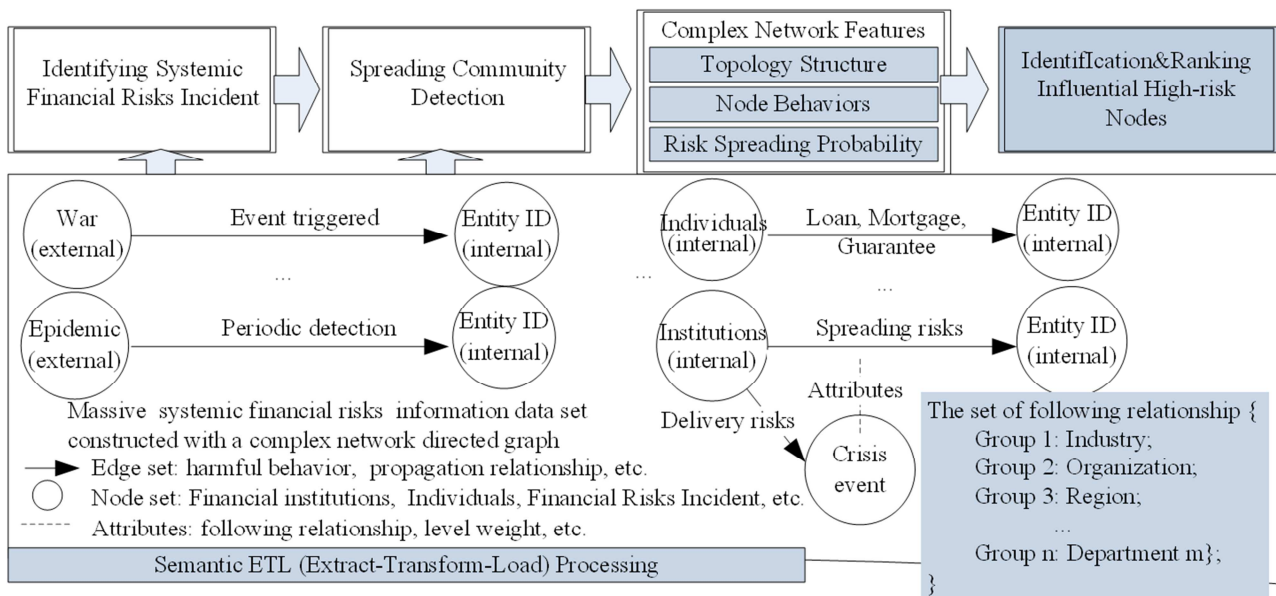 Identifying Systemic
Financial Risks Incident
Spreading Community
Detection
Complex Network Features
Topology Structure
Node Behaviors
Risk Spreading Probability
IdentifIcation&Ranking
Influential High-risk
Nodes
War
(external)
Event triggered
Entity ID
(internal)
Individuals
(internal)
Loan, Mortgage,
Guarantee
Entity ID
(internal)
...
...
...
Epidemic
(external)
Periodic detection
Entity ID
(internal)
Institutions
(internal)
Spreading risks
Entity ID
(internal)
Attributes
Delivery risks
Crisis
event
Massive systemic financial risks information data set
constructed with a complex network directed graph
Edge set: harmful behavior, propagation relationship, etc.
Node set: Financial institutions, Individuals, Financial Risks Incident, etc.
Attributes: following relationship, level weight, etc.
The set of following relationship {
Group 1: Industry;
Group 2: Organization;
Group 3: Region;
...
Group n: Department m};
}
Semantic ETL (Extract-Transform-Load) Processing